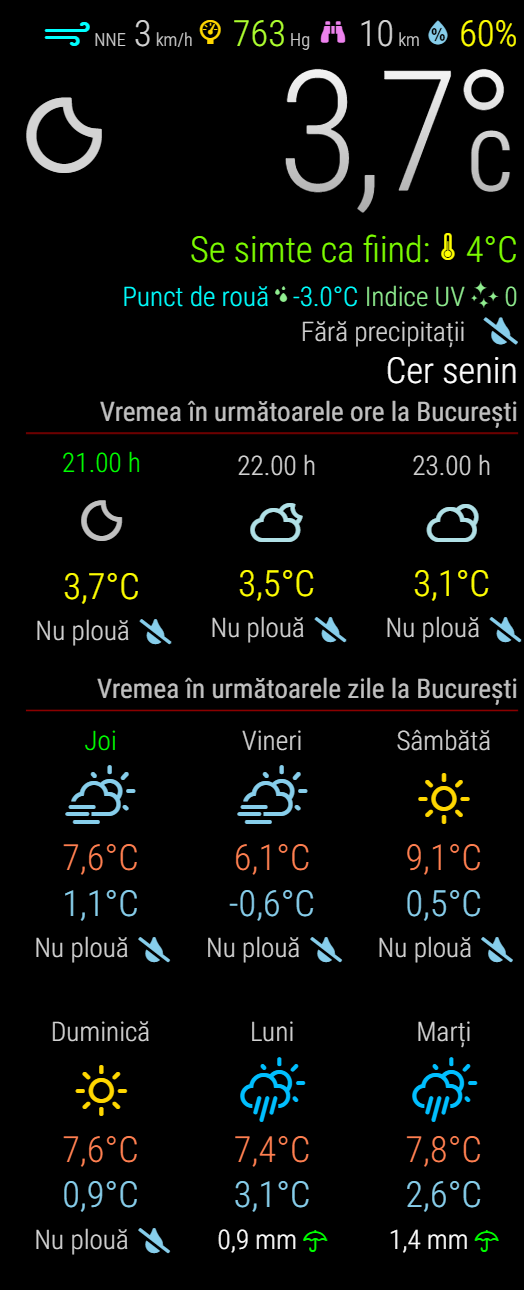 NNE 3 km/h 763 Hg 10 km % 60%
3,7°C
Se simte ca fiind: 4°C
Punct de rouă -3.0°C Indice UV 0
Fără precipitații
Cer senin
Vremea în următoarele ore la București
21.00 h 22.00 h 23.00 h
3,7°C 3,5°C 3,1°C
Nu plouă Nu plouă Nu plouă
Vremea în următoarele zile la București
Joi Vineri Sâmbătă
7,6°C 6,1°C 9,1°C
1,1°C -0,6°C 0,5°C
Nu plouă Nu plouă Nu plouă
Duminică Luni Marți
7,6°C 7,4°C 7,8°C
0,9°C 3,1°C 2,6°C
Nu plouă 0,9 mm 1,4 mm